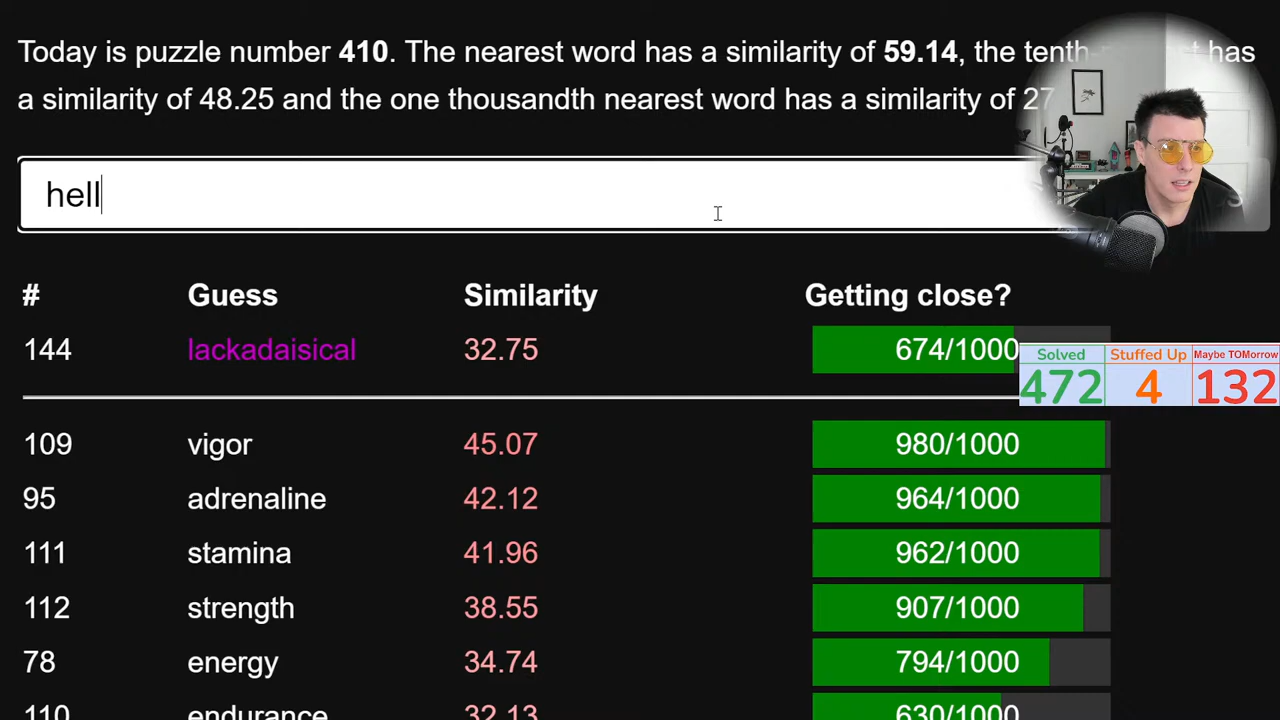 Today is puzzle number 410. The nearest word has a similarity of 59.14, the tenth has
a similarity of 48.25 and the one thousandth nearest word has a similarity of 27
hell
# Guess Similarity Getting close?
144 lackadaisical 32.75 674/1000
Solved Stuffed Up Maybe TOMorrow
472 4 132
109 vigor 45.07 980/1000
95 adrenaline 42.12 964/1000
111 stamina 41.96 962/1000
112 strength 38.55 907/1000
78 energy 34.74 794/1000
110 endurance 32.13 630/1000